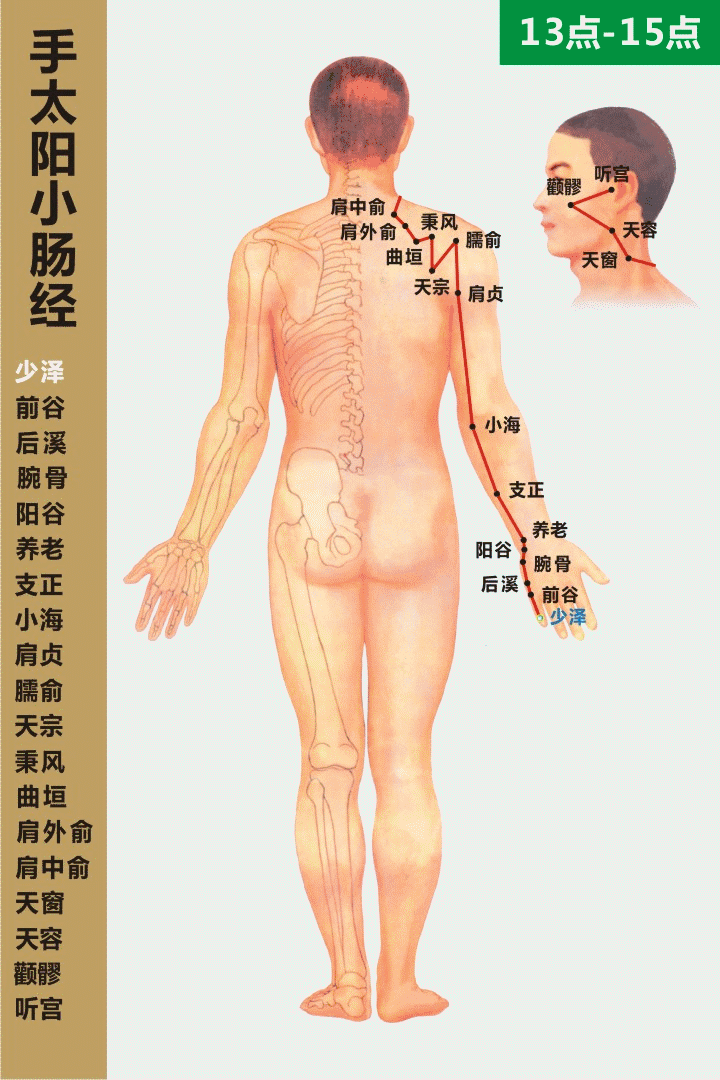 手太阳小肠经
少泽
前谷
后溪
腕骨
阳谷
养老
支正
小海
肩贞
臑俞
天宗
秉风
曲垣
肩外俞
肩中俞
天窗
天容
颧髎
听宫
13点-15点
听宫
颧髎
天容
天窗
肩中俞
肩外俞
秉风
臑俞
曲垣
天宗
肩贞
小海
支正
养老
阳谷
腕骨
后溪
前谷
少泽